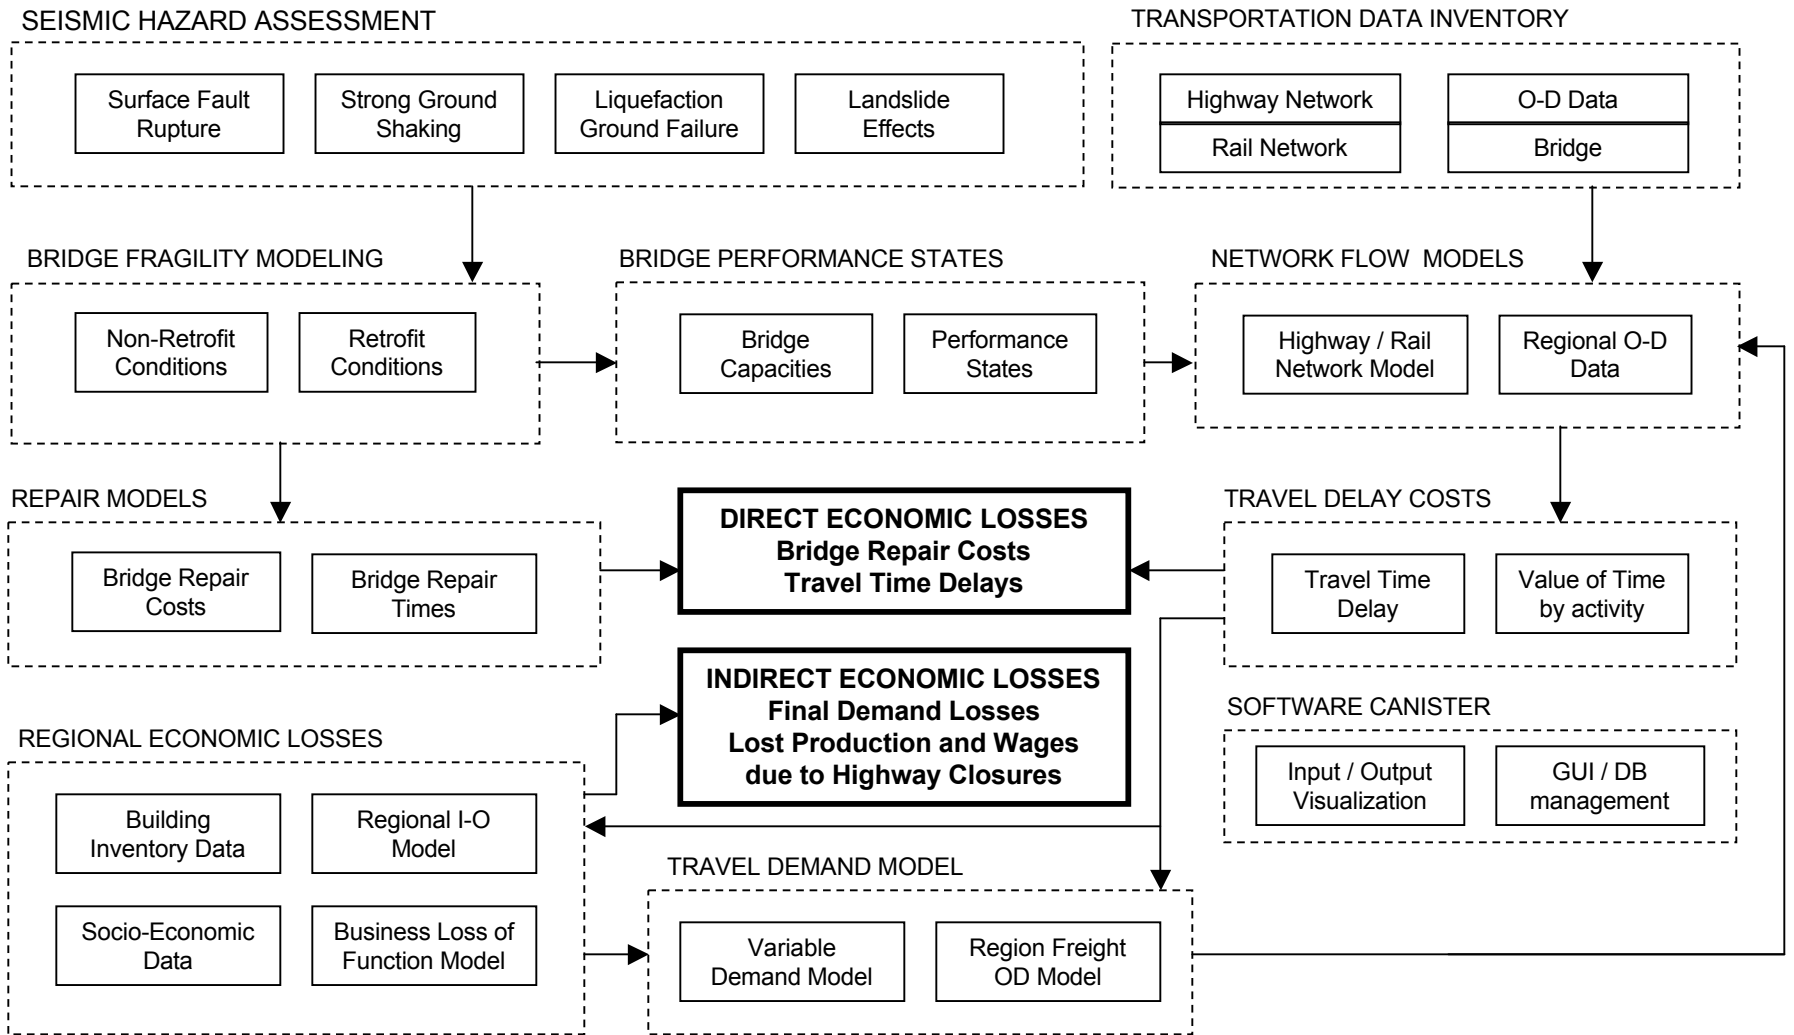 SEISMIC HAZARD ASSESSMENT
Surface Fault
Rupture
Strong Ground
Shaking
Liquefaction
Ground Failure
Landslide
Effects
TRANSPORTATION DATA INVENTORY
Highway Network
Rail Network
O-D Data
Bridge
BRIDGE FRAGILITY MODELING
Non-Retrofit
Conditions
Retrofit
Conditions
BRIDGE PERFORMANCE STATES
Bridge
Capacities
Performance
States
NETWORK FLOW MODELS
Highway / Rail
Network Model
Regional O-D
Data
REPAIR MODELS
Bridge Repair
Costs
Bridge Repair
Times
DIRECT ECONOMIC LOSSES
Bridge Repair Costs
Travel Time Delays
TRAVEL DELAY COSTS
Travel Time
Delay
Value of Time
by activity
INDIRECT ECONOMIC LOSSES
Final Demand Losses
Lost Production and Wages
due to Highway Closures
SOFTWARE CANISTER
Input / Output
Visualization
GUI / DB
management
REGIONAL ECONOMIC LOSSES
Building
Inventory Data
Regional I-O
Model
Socio-Economic
Data
Business Loss of
Function Model
TRAVEL DEMAND MODEL
Variable
Demand Model
Region Freight
OD Model